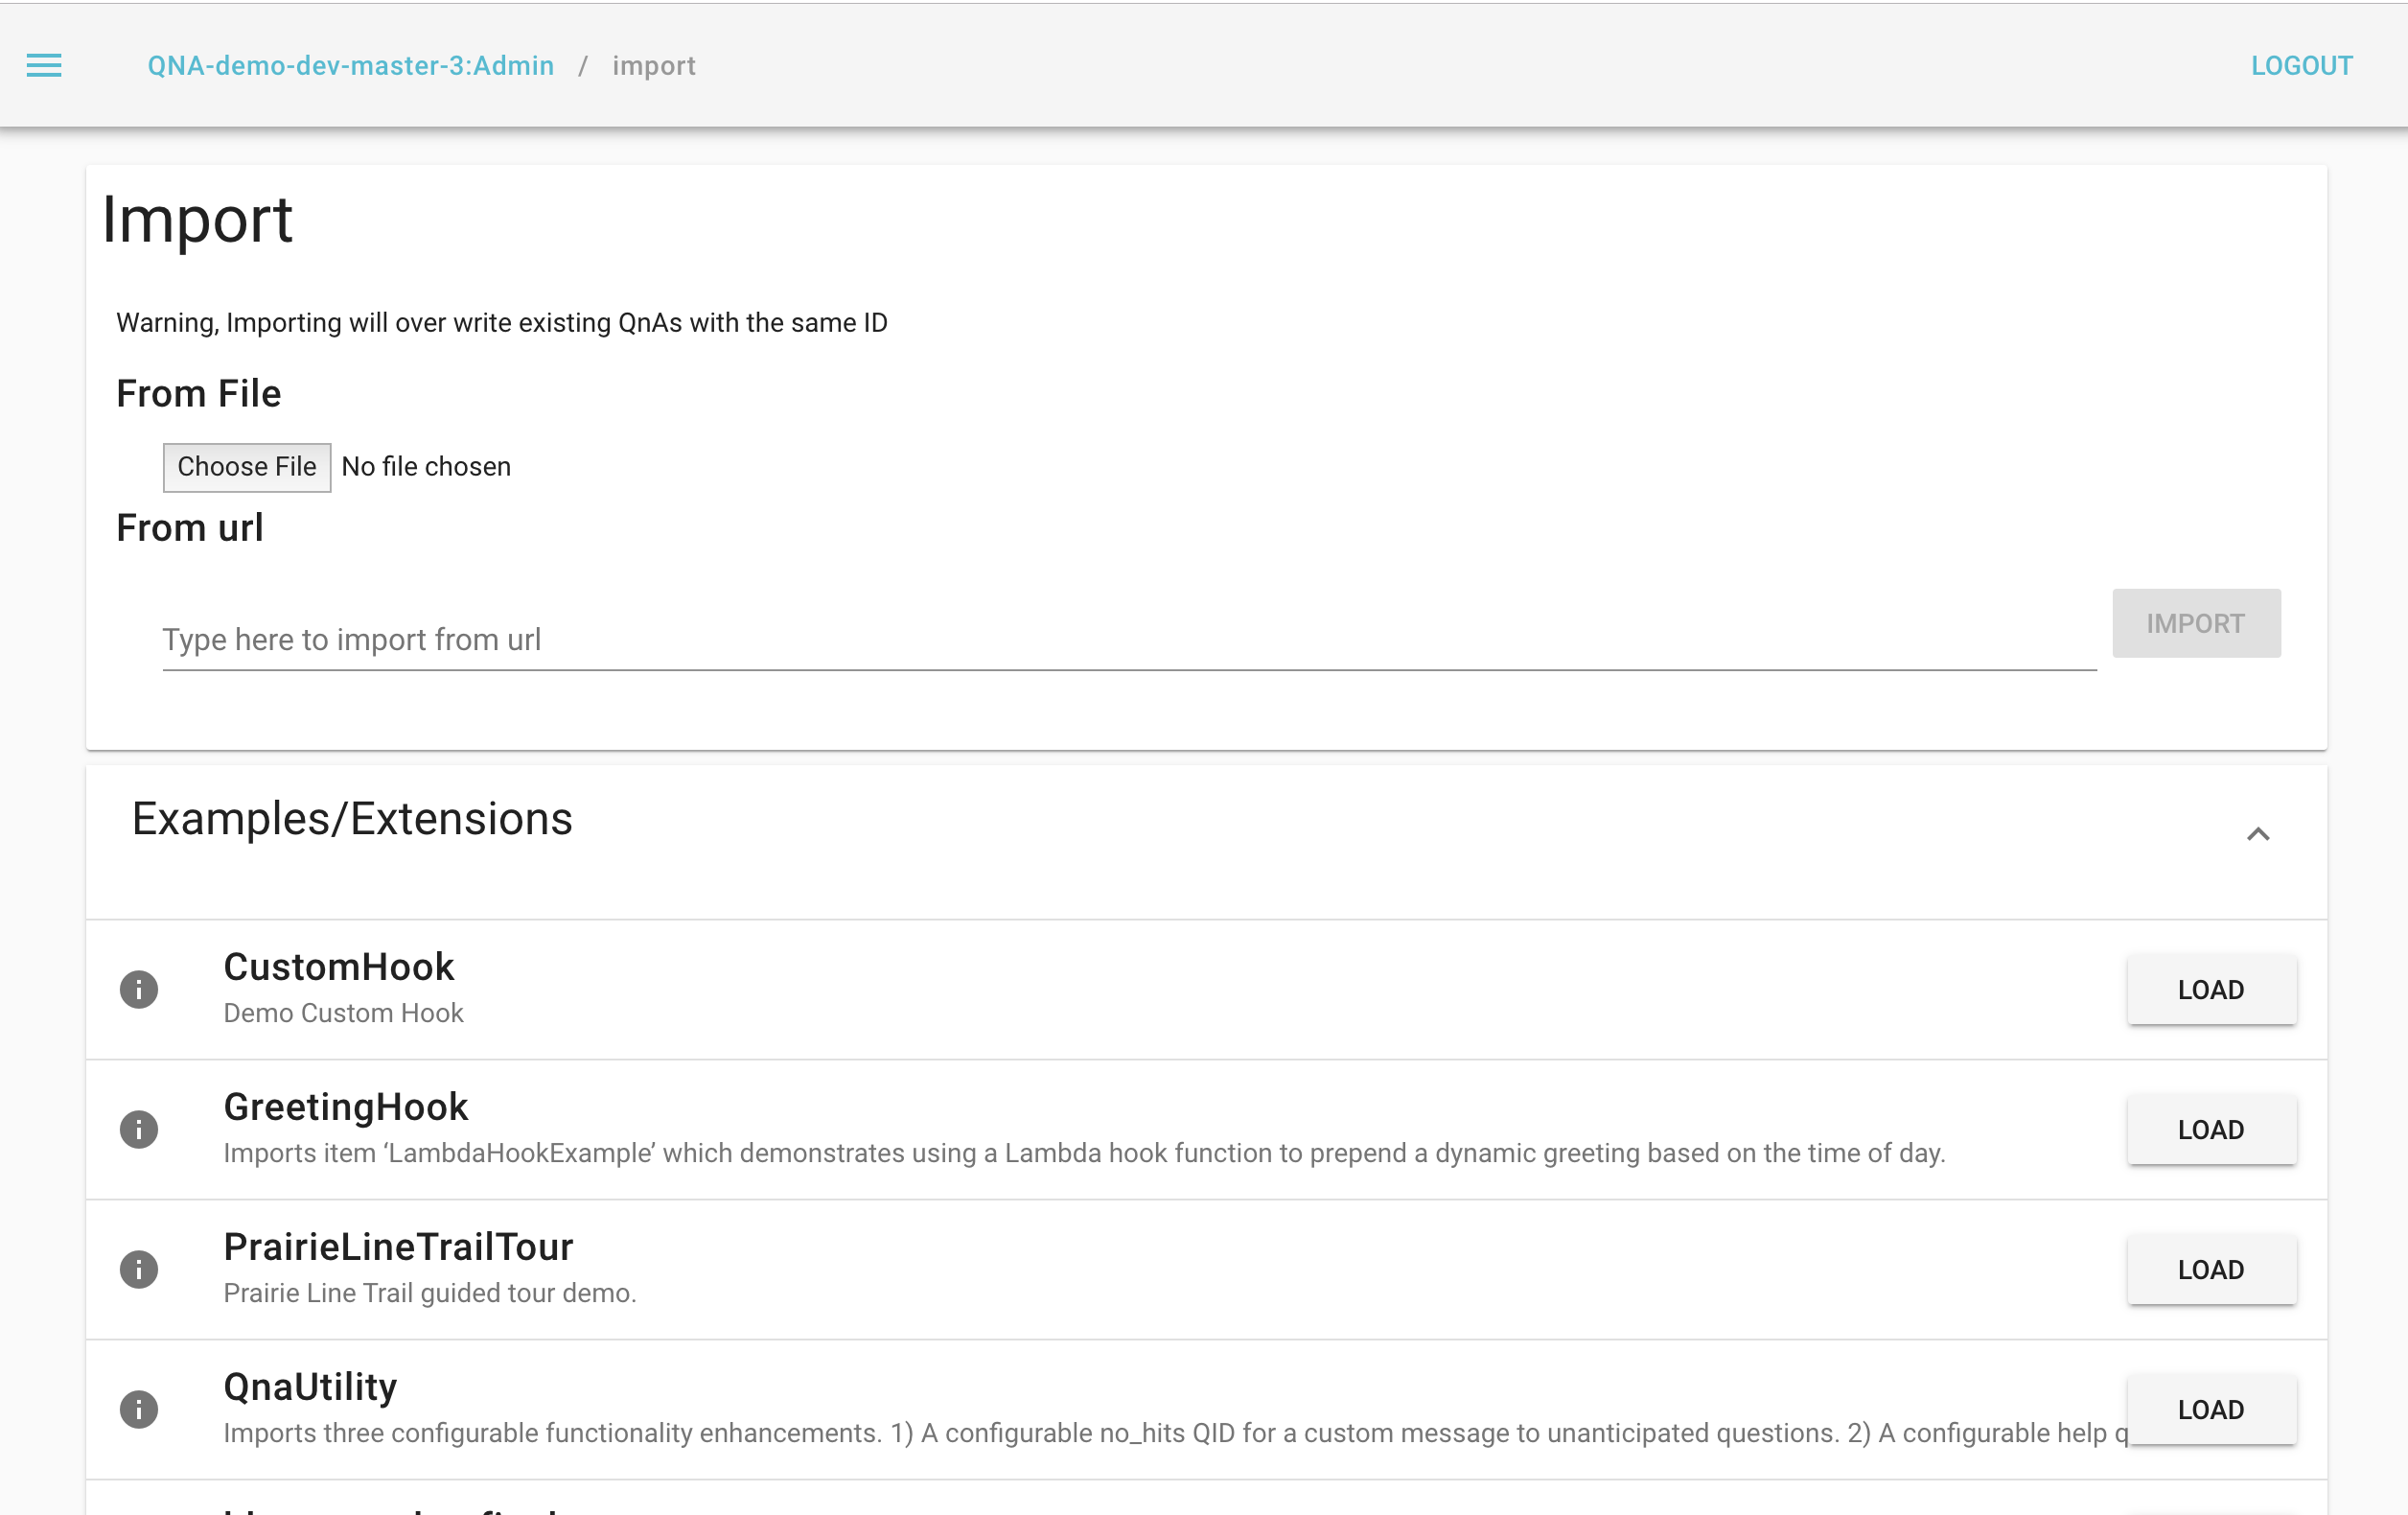 QNA-demo-dev-master-3:Admin / import
LOGOUT
Import
Warning, Importing will over write existing QnAs with the same ID
From File
Choose File No file chosen
From url
Type here to import from url
IMPORT
Examples/Extensions
CustomHook
Demo Custom Hook
LOAD
GreetingHook
Imports item ‘LambdaHookExample’ which demonstrates using a Lambda hook function to prepend a dynamic greeting based on the time of day.
LOAD
PrairieLineTrailTour
Prairie Line Trail guided tour demo.
LOAD
QnaUtility
Imports three configurable functionality enhancements. 1) A configurable no_hits QID for a custom message to unanticipated questions. 2) A configurable help q
LOAD